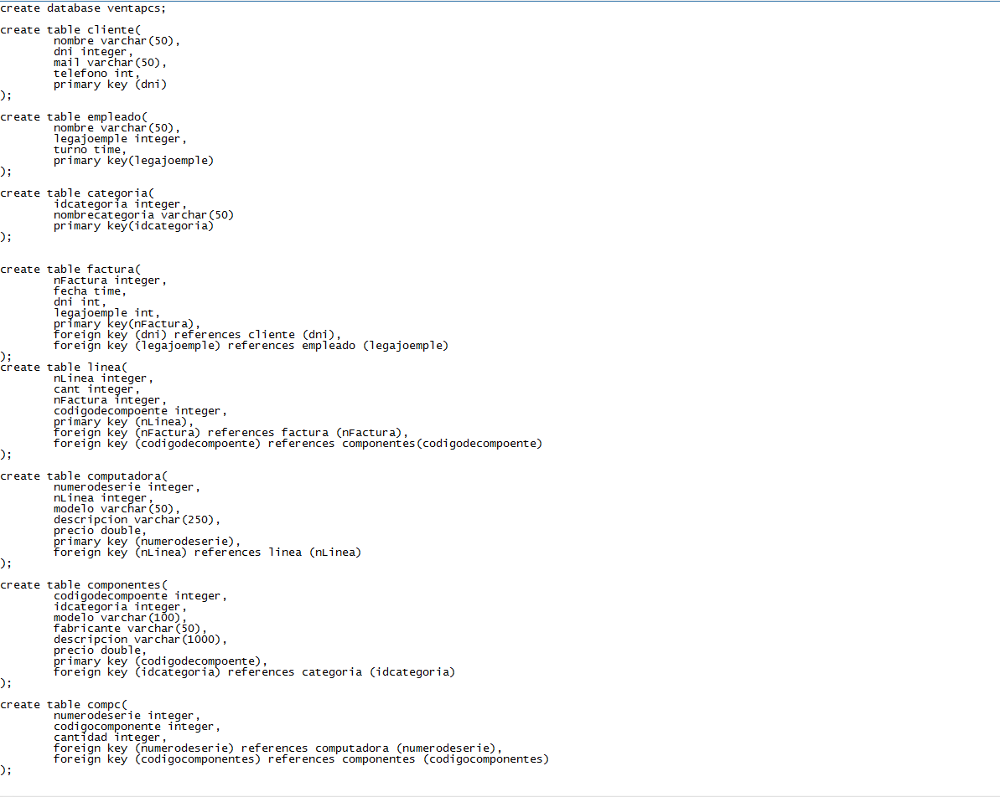 create database ventapcs;

create table cliente(
	nombre varchar(50),
	dni integer,
	mail varchar(50),
	telefono int,
	primary key (dni)
);

create table empleado(
	nombre varchar(50),
	legajoemple integer,
	turno time,
	primary key(legajoemple)
);

create table categoria(
	idcategoria integer,
	nombrecategoria varchar(50)
	primary key(idcategoria)
);

create table factura(
	nFactura integer,
	fecha time,
	dni int,
	legajoemple int,
	primary key(nFactura),
	foreign key (dni) references cliente (dni),
	foreign key (legajoemple) references empleado (legajoemple)
);
create table linea(
	nLinea integer,
	cant integer,
	nFactura integer,
	codigodecompoente integer,
	primary key (nLinea),
	foreign key (nFactura) references factura (nFactura),
	foreign key (codigodecompoente) references componentes(codigodecompoente)
);

create table computadora(
	numerodeserie integer,
	nLinea integer,
	modelo varchar(50),
	descripcion varchar(250),
	precio double,
	primary key (numerodeserie),
	foreign key (nLinea) references linea (nLinea)
);

create table componentes(
	codigodecompoente integer,
	idcategoria integer,
	modelo varchar(100),
	fabricante varchar(50),
	descripcion varchar(1000),
	precio double,
	primary key (codigodecompoente),
	foreign key (idcategoria) references categoria (idcategoria)
);

create table compc(
	numerodeserie integer,
	codigocomponente integer,
	cantidad integer,
	foreign key (numerodeserie) references computadora (numerodeserie),
	foreign key (codigocomponentes) references componentes (codigocomponentes)
);